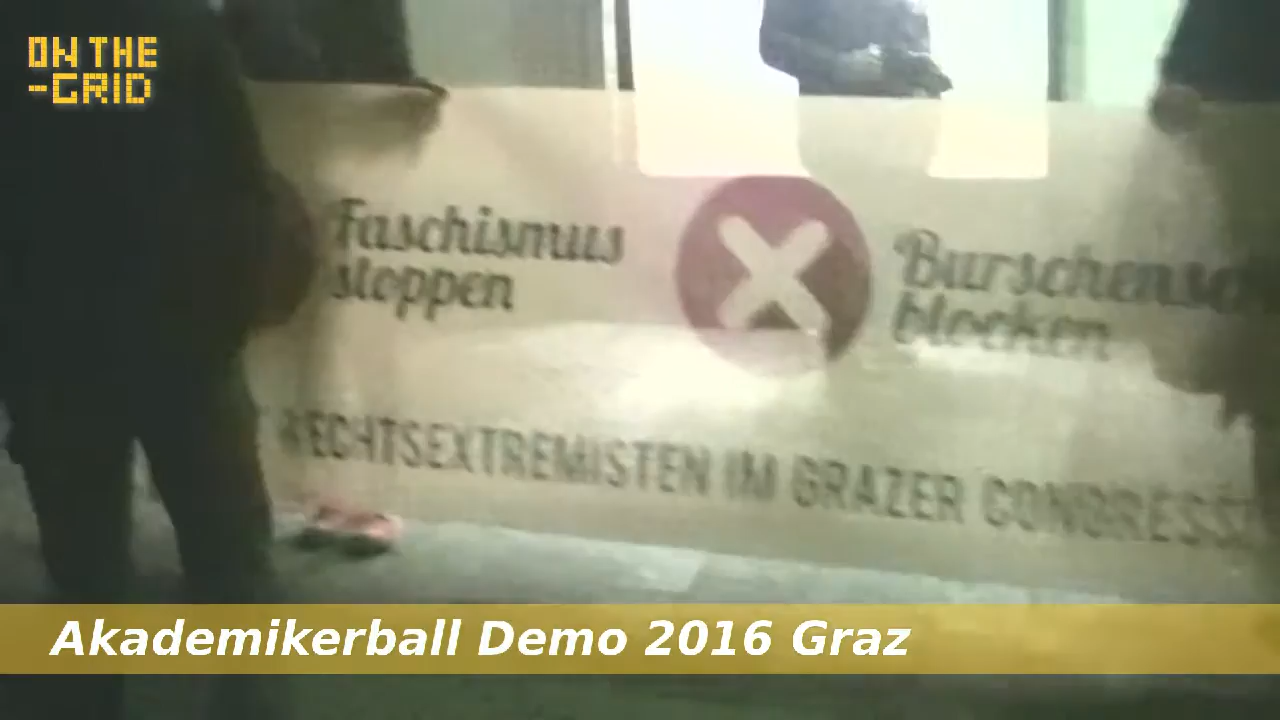 ON THE
-GRID
Faschismus
stoppen
blocken
RECHTSEXTREMISTEN IM GRAZER
Akademikerball Demo 2016 Graz